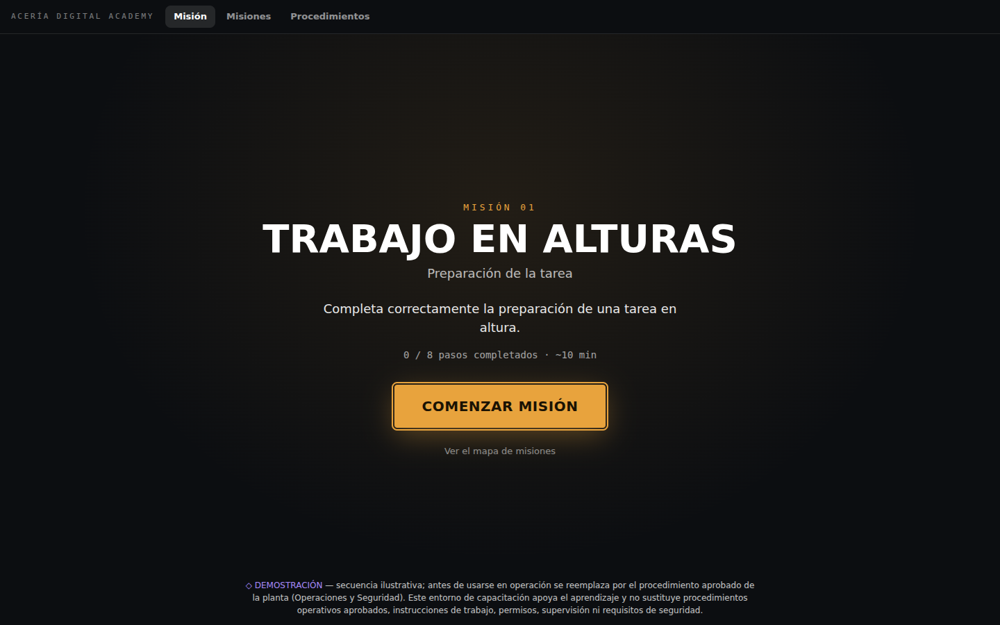 ACERÍA DIGITAL ACADEMY Misión Misiones Procedimientos
MISIÓN 01
TRABAJO EN ALTURAS
Preparación de la tarea
Completa correctamente la preparación de una tarea en
altura.
0 / 8 pasos completados · ~10 min
COMENZAR MISIÓN
Ver el mapa de misiones
◇ DEMOSTRACIÓN — secuencia ilustrativa; antes de usarse en operación se reemplaza por el procedimiento aprobado de
la planta (Operaciones y Seguridad). Este entorno de capacitación apoya el aprendizaje y no sustituye procedimientos
operativos aprobados, instrucciones de trabajo, permisos, supervisión ni requisitos de seguridad.